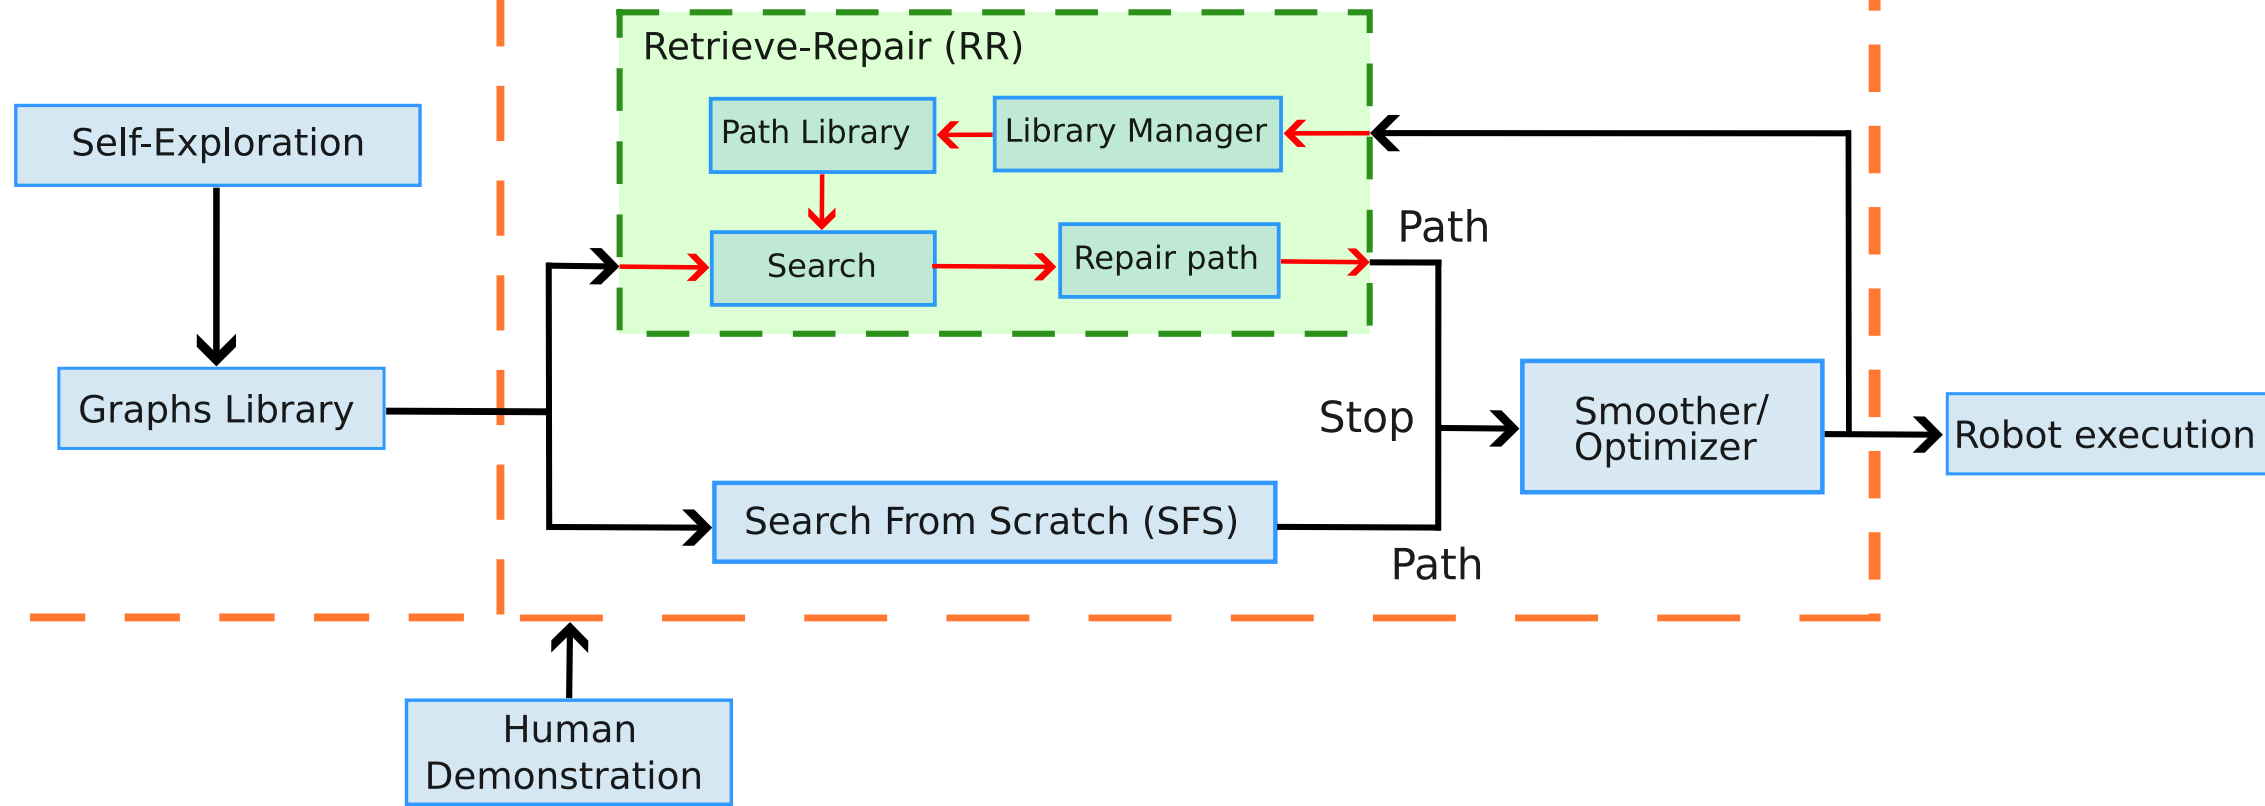 Retrieve-Repair (RR)
Self-Exploration
Path Library
Library Manager
Path
Search
Repair path
Graphs Library
Stop
Smoother/
Optimizer
Robot execution
Search From Scratch (SFS)
Path
Human
Demonstration